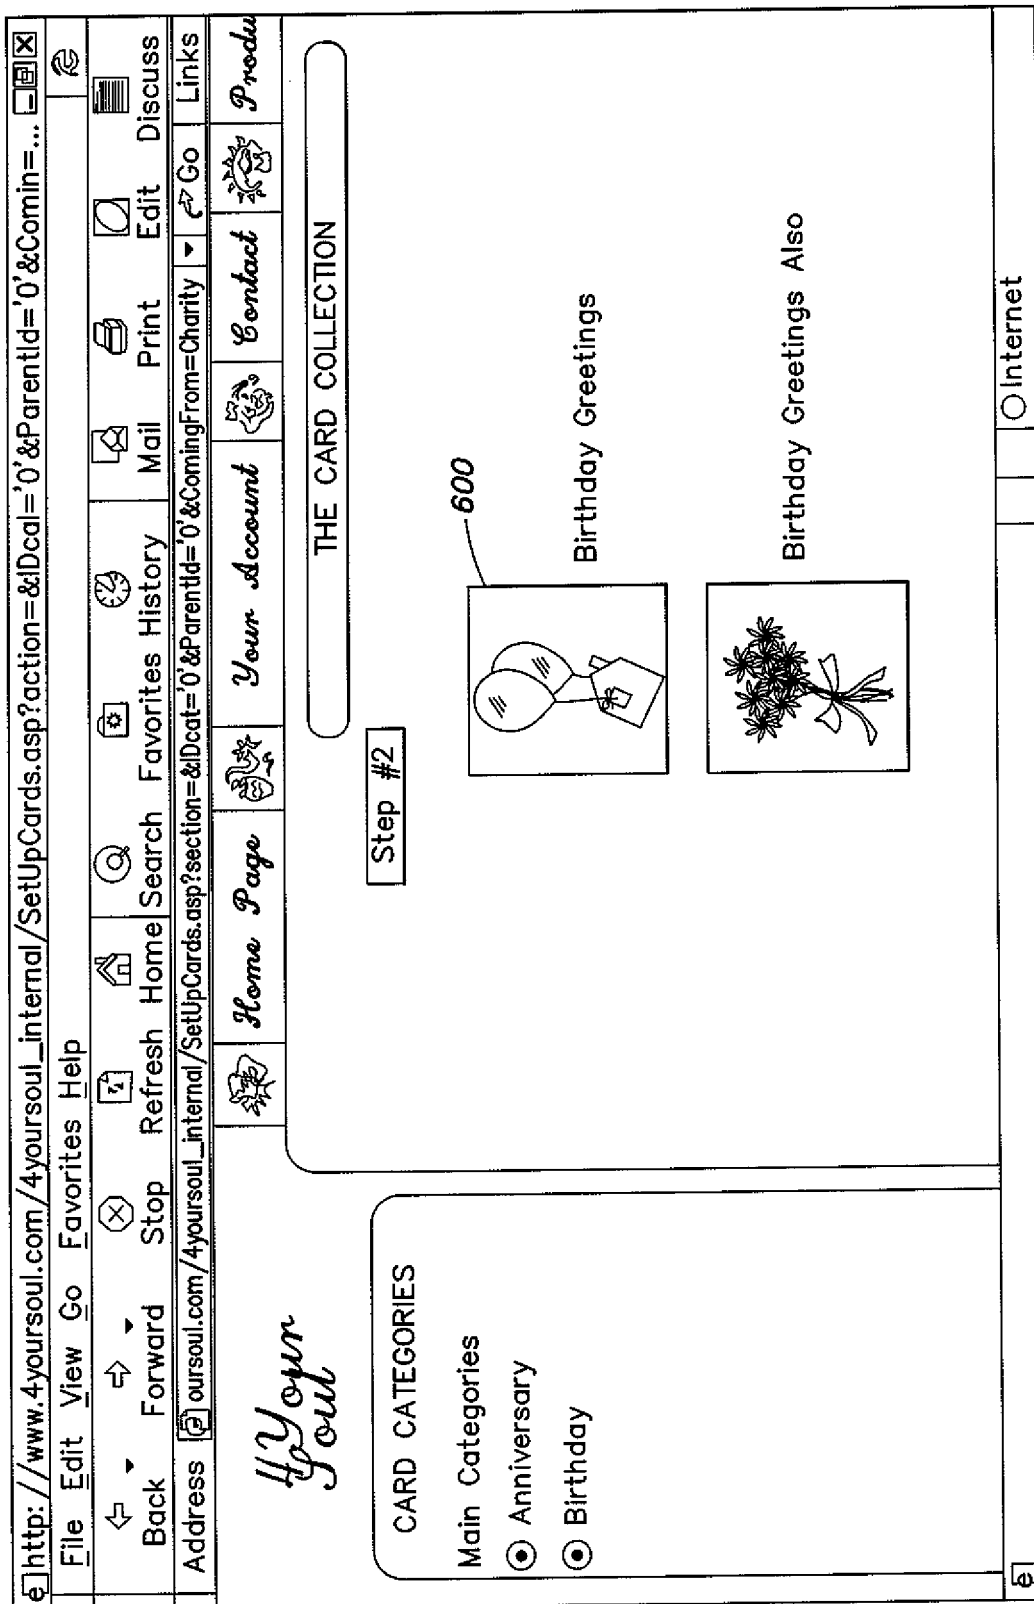 http: //www.4yoursoul.com/4yoursoul_internal/SetUpCards.asp?action=&IDcal='0'&ParentId='0'&Comin=...
File Edit View Go Favorites Help
Back Forward Stop Refresh Home Search Favorites History Mail Print Edit Discuss
Address oursoul.com/4yoursoul_internal/SetUpCards.asp?section=&IDcat='0'&ParentId='0'&ComingFrom=Charity Go Links
Home Page Your Account Contact Produ
4Your
Soul
THE CARD COLLECTION
Step #2
CARD CATEGORIES
Main Categories
Anniversary
Birthday
600
Birthday Greetings
Birthday Greetings Also
Internet